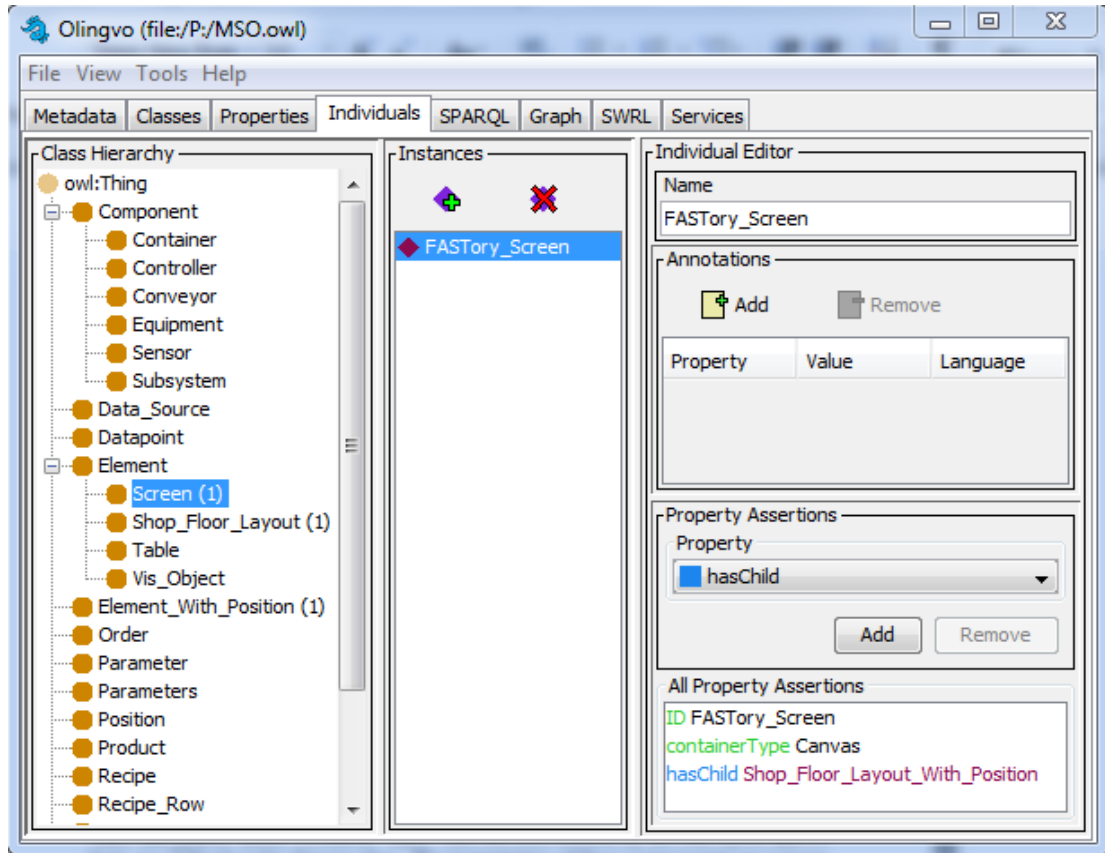 Olingvo (file:/P:/MSO.owl)
File View Tools Help
Metadata Classes Properties Individuals SPARQL Graph SWRL Services
Class Hierarchy
owl:Thing
Component
Container
Controller
Conveyor
Equipment
Sensor
Subsystem
Data_Source
Datapoint
Element
Screen (1)
Shop_Floor_Layout (1)
Table
Vis_Object
Element_With_Position (1)
Order
Parameter
Parameters
Position
Product
Recipe
Recipe_Row
Instances
FASTory_Screen
Individual Editor
Name
FASTory_Screen
Annotations
Add Remove
Property Value Language
Property Assertions
Property
hasChild
Add Remove
All Property Assertions
ID FASTory_Screen
containerType Canvas
hasChild Shop_Floor_Layout_With_Position